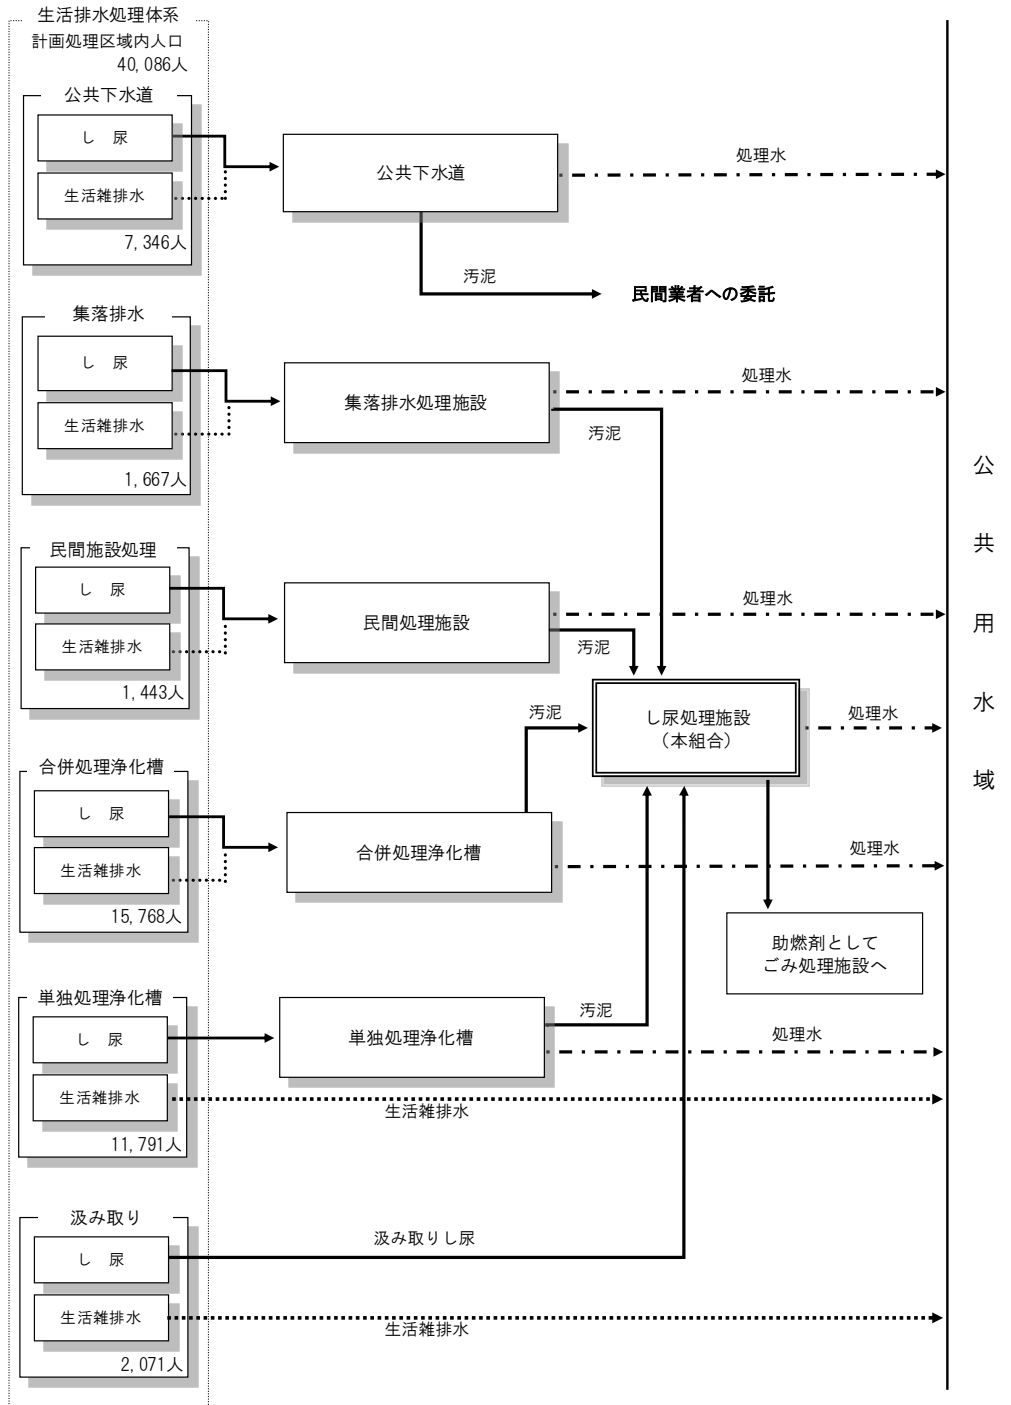 生活排水処理体系
計画処理区域内人口
40,086人
公共下水道
し 尿
生活雑排水
7,346人
公共下水道
処理水
汚泥
民間業者への委託
集落排水
し 尿
生活雑排水
1,667人
集落排水処理施設
処理水
汚泥
民間施設処理
し 尿
生活雑排水
1,443人
民間処理施設
処理水
汚泥
し尿処理施設
（本組合）
処理水
合併処理浄化槽
し 尿
生活雑排水
15,768人
合併処理浄化槽
汚泥
処理水
助燃剤として
ごみ処理施設へ
単独処理浄化槽
し 尿
生活雑排水
11,791人
単独処理浄化槽
汚泥
処理水
生活雑排水
汲み取り
し 尿
生活雑排水
2,071人
汲み取りし尿
生活雑排水
公共用水域